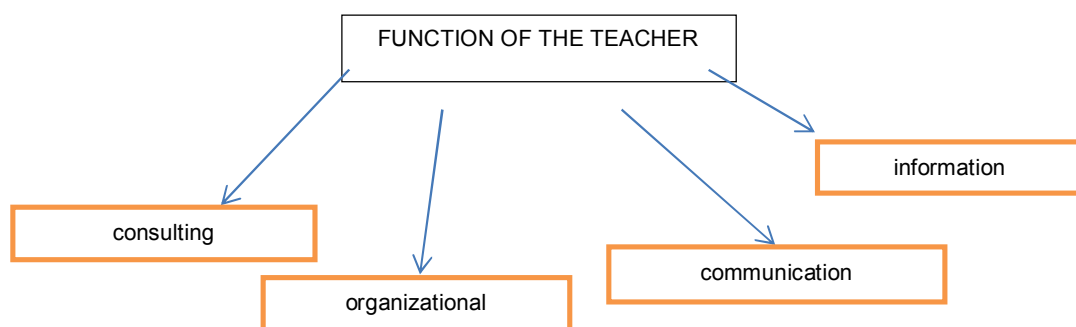 FUNCTION OF THE TEACHER
information
consulting
communication
organizational